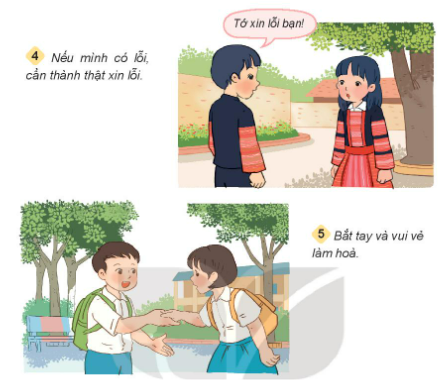 Tớ xin lỗi bạn!
4 Nếu mình có lỗi,
cần thành thật xin lỗi.
5 Bắt tay và vui vẻ
làm hoà.